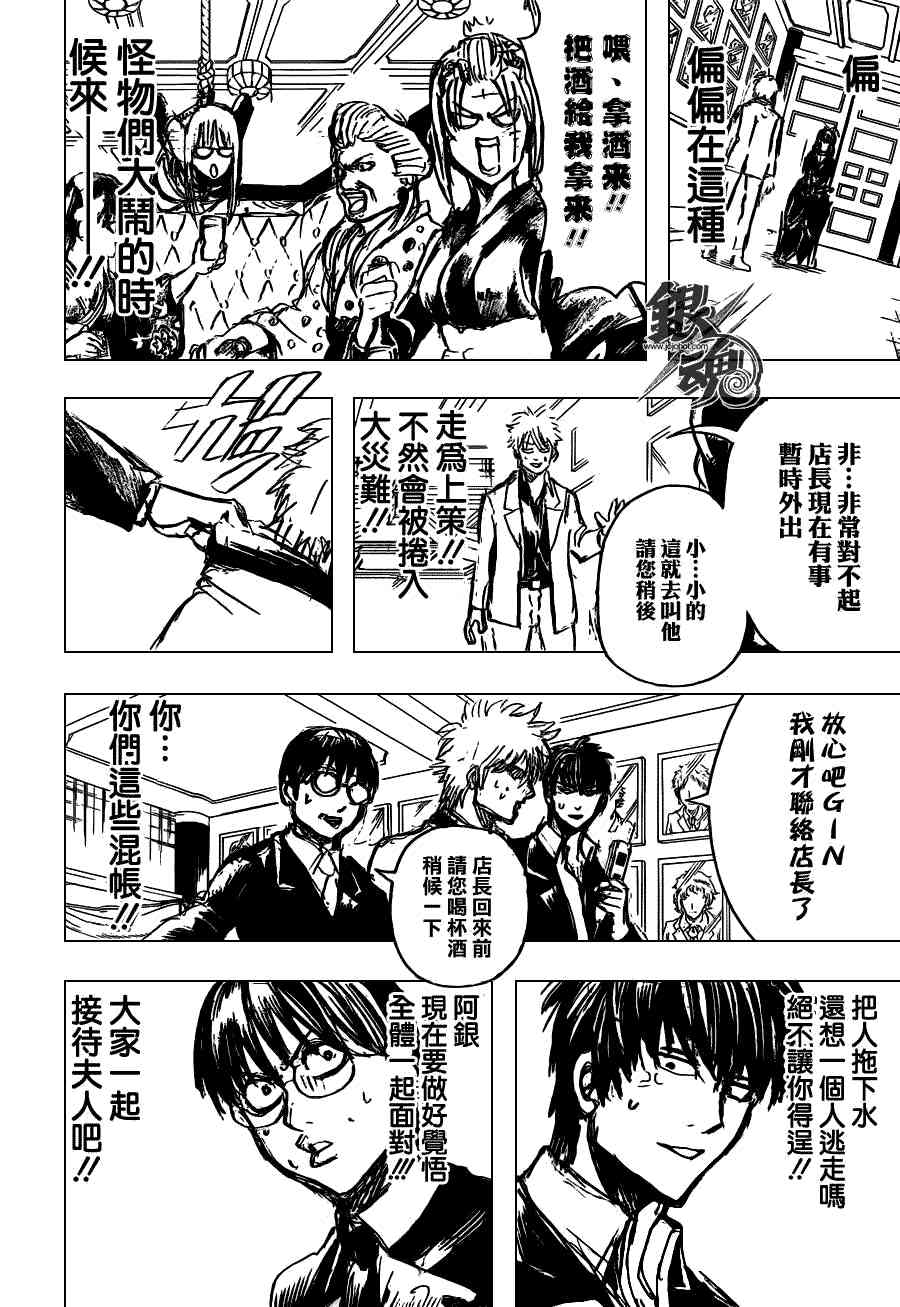 偏—
偏偏在這種
喂、拿酒來!!
把酒給我拿來!!
怪物們大鬧的時
候來——!!
銀魂
www.jojohot.com
非…非常對不起
店長現在有事
暫時外出
小…小的
這就去叫他
請您稍後
走為上策!!
不然會被捲入
大災難!!
放心吧GIN
我剛才聯絡店長了
店長回來前
請您喝杯酒
稍候一下
你…
你們這些混帳!!
把人拖下水
還想一個人逃走嗎
絕不讓你得逞!!
阿銀
現在要做好覺悟
全體一起面對!!!
大家一起
接待夫人吧!!